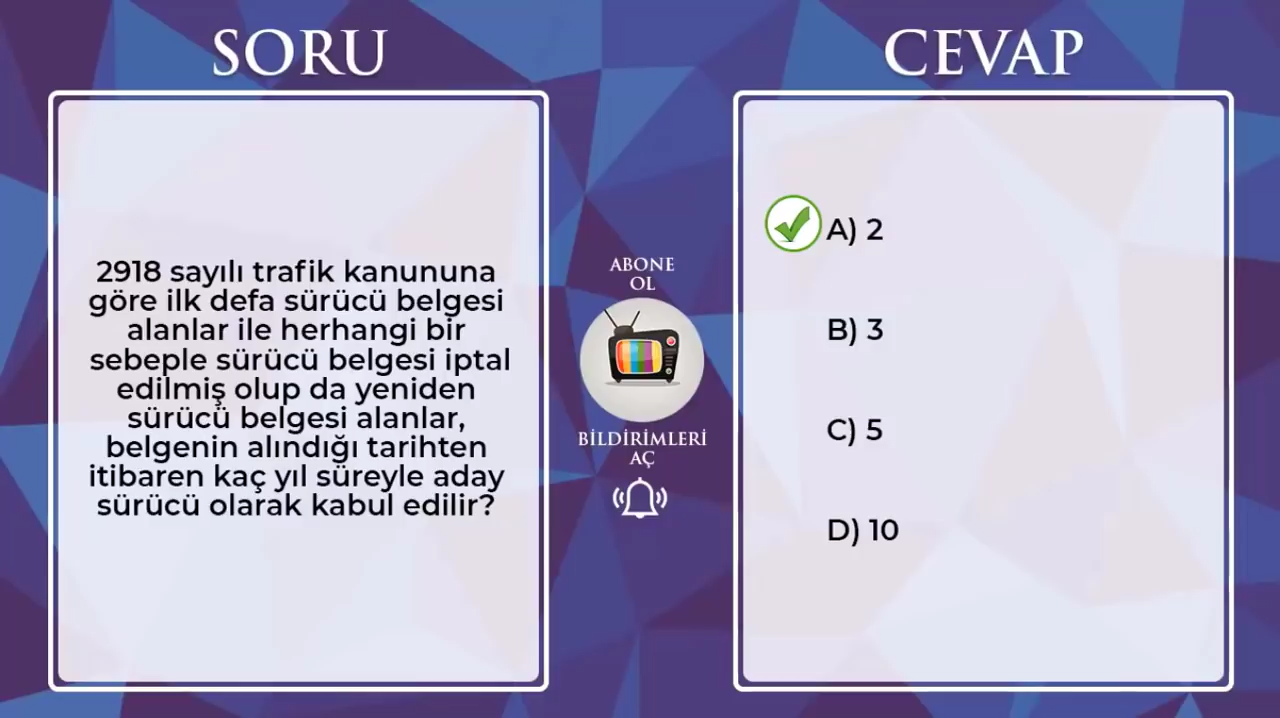 SORU
2918 sayılı trafik kanununa
göre ilk defa sürücü belgesi
alanlar ile herhangi bir
sebeple sürücü belgesi iptal
edilmiş olup da yeniden
sürücü belgesi alanlar,
belgenin alındığı tarihten
itibaren kaç yıl süreyle aday
sürücü olarak kabul edilir?
ABONE
OL
BİLDİRİMLERİ
AÇ
CEVAP
A) 2
B) 3
C) 5
D) 10